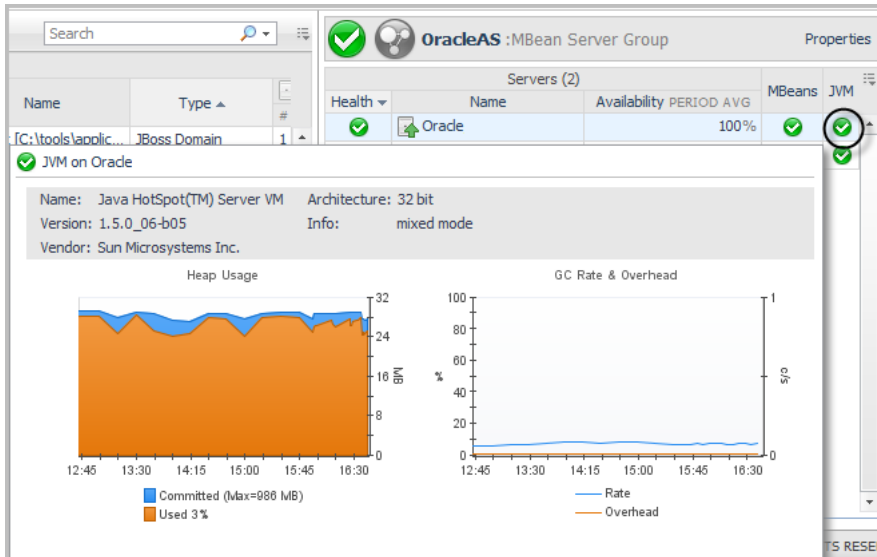 Search
OracleAS :MBean Server Group
Properties
Servers (2)
Name
Type
#
Health
Name
Availability PERIOD AVG
MBeans
JVM
[C:\tools\applic...
JBoss Domain
1
Oracle
100%
JVM on Oracle
Name: Java HotSpot(TM) Server VM
Architecture: 32 bit
Version: 1.5.0_06-b05
Info: mixed mode
Vendor: Sun Microsystems Inc.
Heap Usage
32
24
16
8
0
MB
12:45 13:30 14:15 15:00 15:45 16:30
Committed (Max=986 MB)
Used 3%
GC Rate & Overhead
100
80
60
40
20
0
%
1
0
c/s
12:45 13:30 14:15 15:00 15:45 16:30
Rate
Overhead
TS RESE